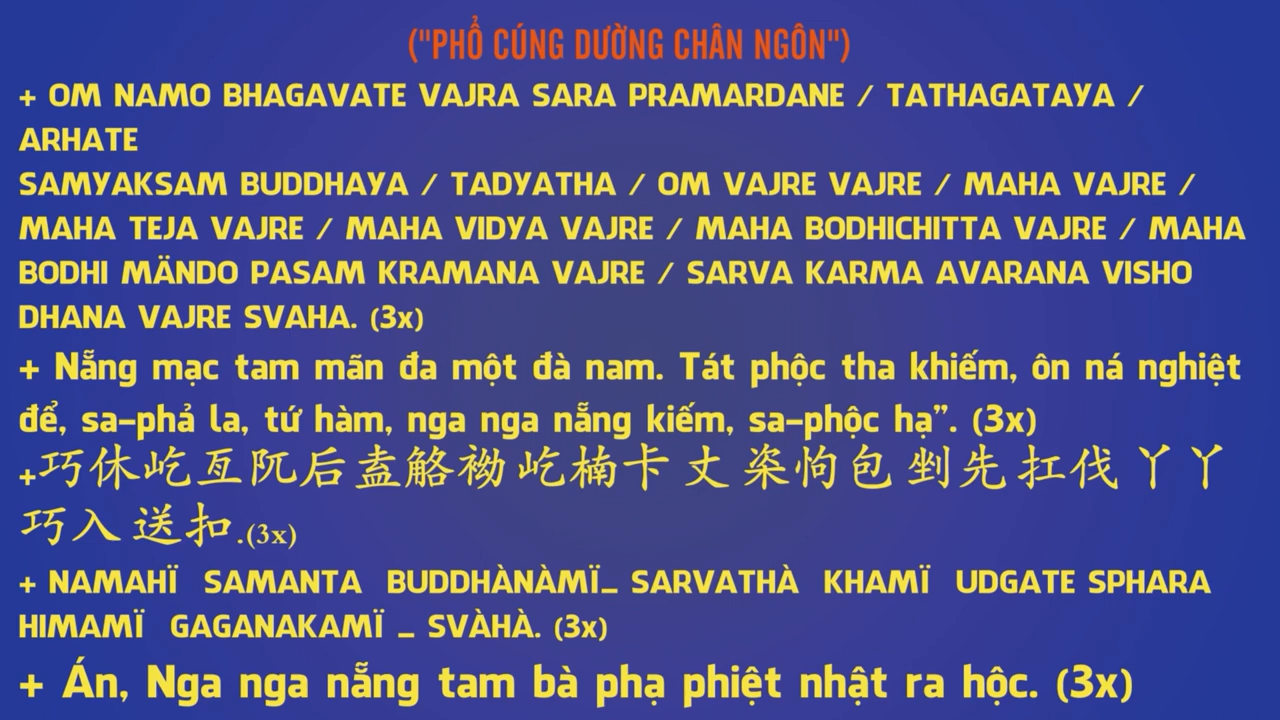 ("PHỔ CÚNG DƯỜNG CHÂN NGÔN")
+ OM NAMO BHAGAVATE VAJRA SARA PRAMARDANE / TATHAGATAYA /
ARHATE
SAMYAKSAM BUDDHAYA / TADYATHA / OM VAJRE VAJRE / MAHA VAJRE /
MAHA TEJA VAJRE / MAHA VIDYA VAJRE / MAHA BODHICHITTA VAJRE / MAHA
BODHI MÄNDO PASAM KRAMANA VAJRE / SARVA KARMA AVARANA VISHO
DHANA VAJRE SVAHA. (3x)
+ Nẵng mạc tam mãn đa một đà nam. Tát phộc tha khiếm, ôn ná nghiệt
để, sa-phả la, tứ hàm, nga nga nẵng kiếm, sa-phộc hạ”. (3x)
+巧休屹亙阢后盍觡袎屹楠卡丈粢恦包剉先扛伐丫丫
巧入送扣.(3x)
+ NAMAHÏ SAMANTA BUDDHÀNÀMÏ_ SARVATHÀ KHAMÏ UDGATE SPHARA
HIMAMÏ GAGANAKAMÏ _ SVÀHÀ. (3x)
+ Án, Nga nga nẵng tam bà phạ phiệt nhật ra hộc. (3x)